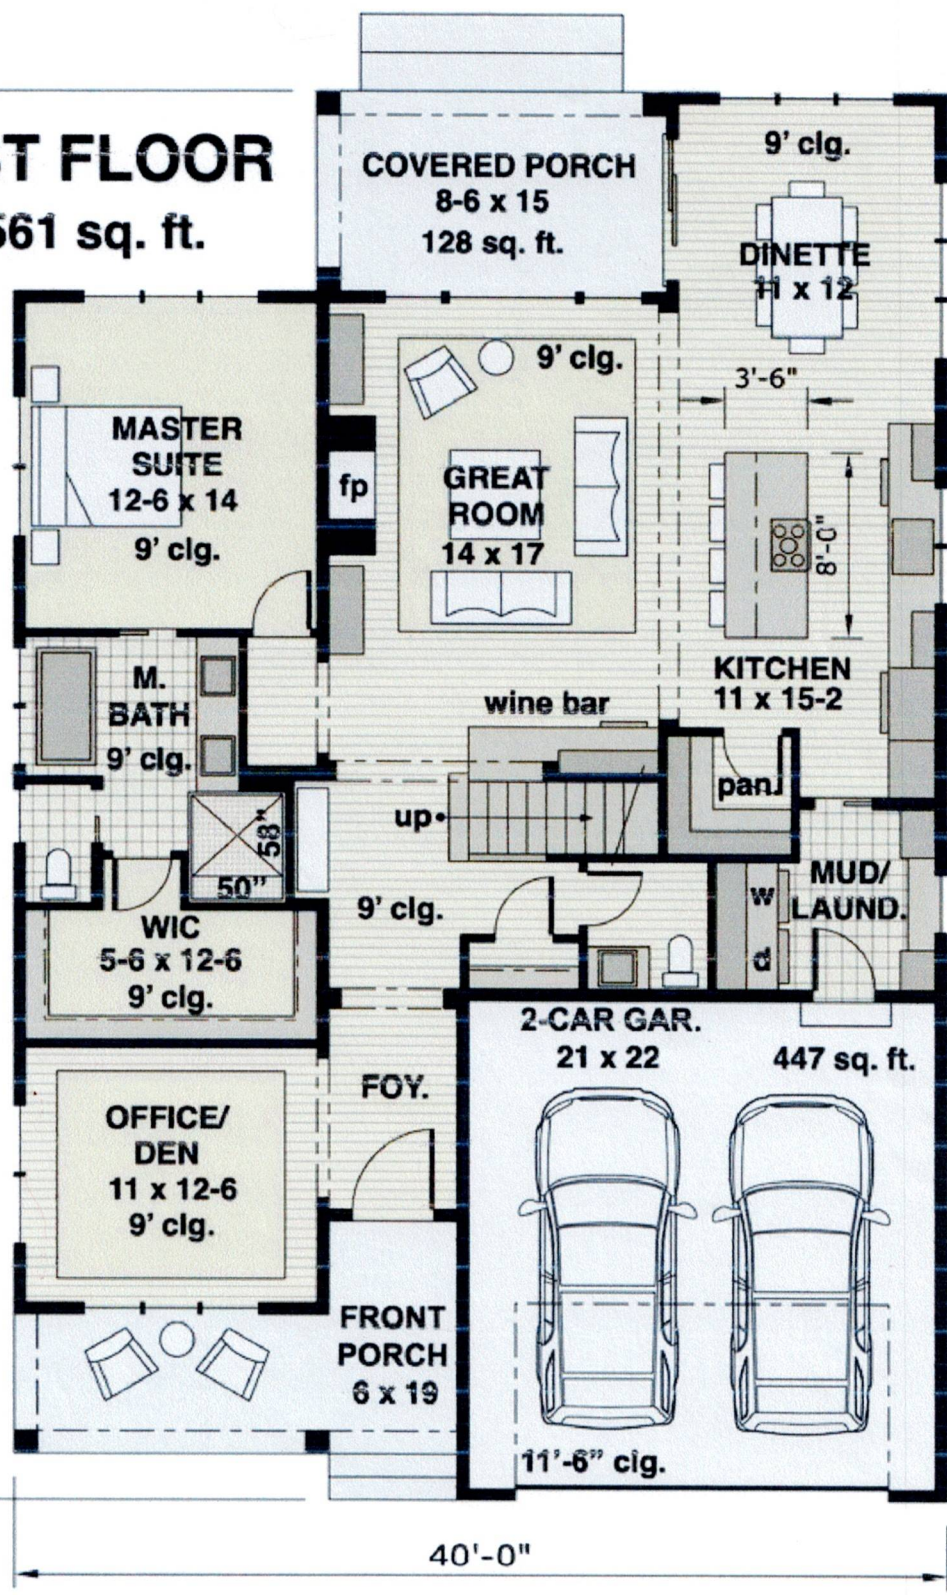 T FLOOR
561 sq. ft.
COVERED PORCH
8-6 x 15
128 sq. ft.
9' clg.
DINETTE
11 x 12
3'-6"
MASTER
SUITE
12-6 x 14
9' clg.
fp
9' clg.
GREAT
ROOM
14 x 17
8'-0"
KITCHEN
11 x 15-2
M.
BATH
9' clg.
wine bar
pan.
up
58"
50"
9' clg.
w
d
MUD/
LAUND.
WIC
5-6 x 12-6
9' clg.
FOY.
2-CAR GAR.
21 x 22
447 sq. ft.
OFFICE/
DEN
11 x 12-6
9' clg.
FRONT
PORCH
6 x 19
11'-6" clg.
40'-0"